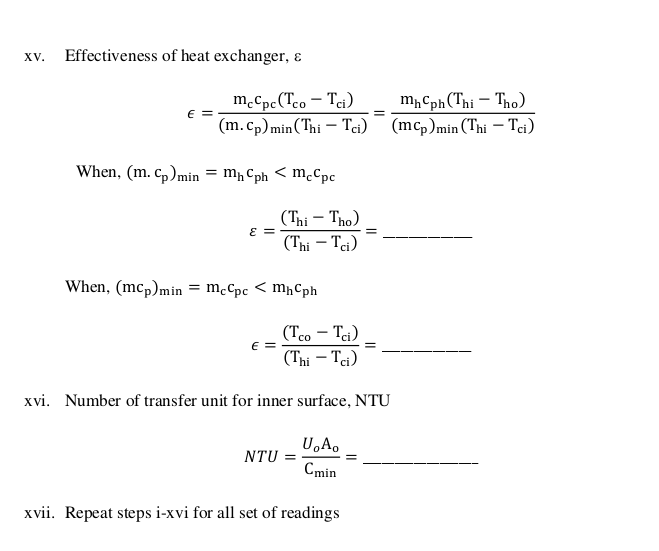 xv. Effectiveness of heat exchanger, ε
ϵ = m_c c_pc(T_co − T_ci) / (m. c_p)_min(T_hi − T_ci) = m_h c_ph(T_hi − T_ho) / (mc_p)_min(T_hi − T_ci)
When, (m. c_p)_min = m_h c_ph < m_c c_pc
ε = (T_hi − T_ho) / (T_hi − T_ci) = __________
When, (mc_p)_min = m_c c_pc < m_h c_ph
ϵ = (T_co − T_ci) / (T_hi − T_ci) = __________
xvi. Number of transfer unit for inner surface, NTU
NTU = U_o A_o / C_min = _____________
xvii. Repeat steps i-xvi for all set of readings